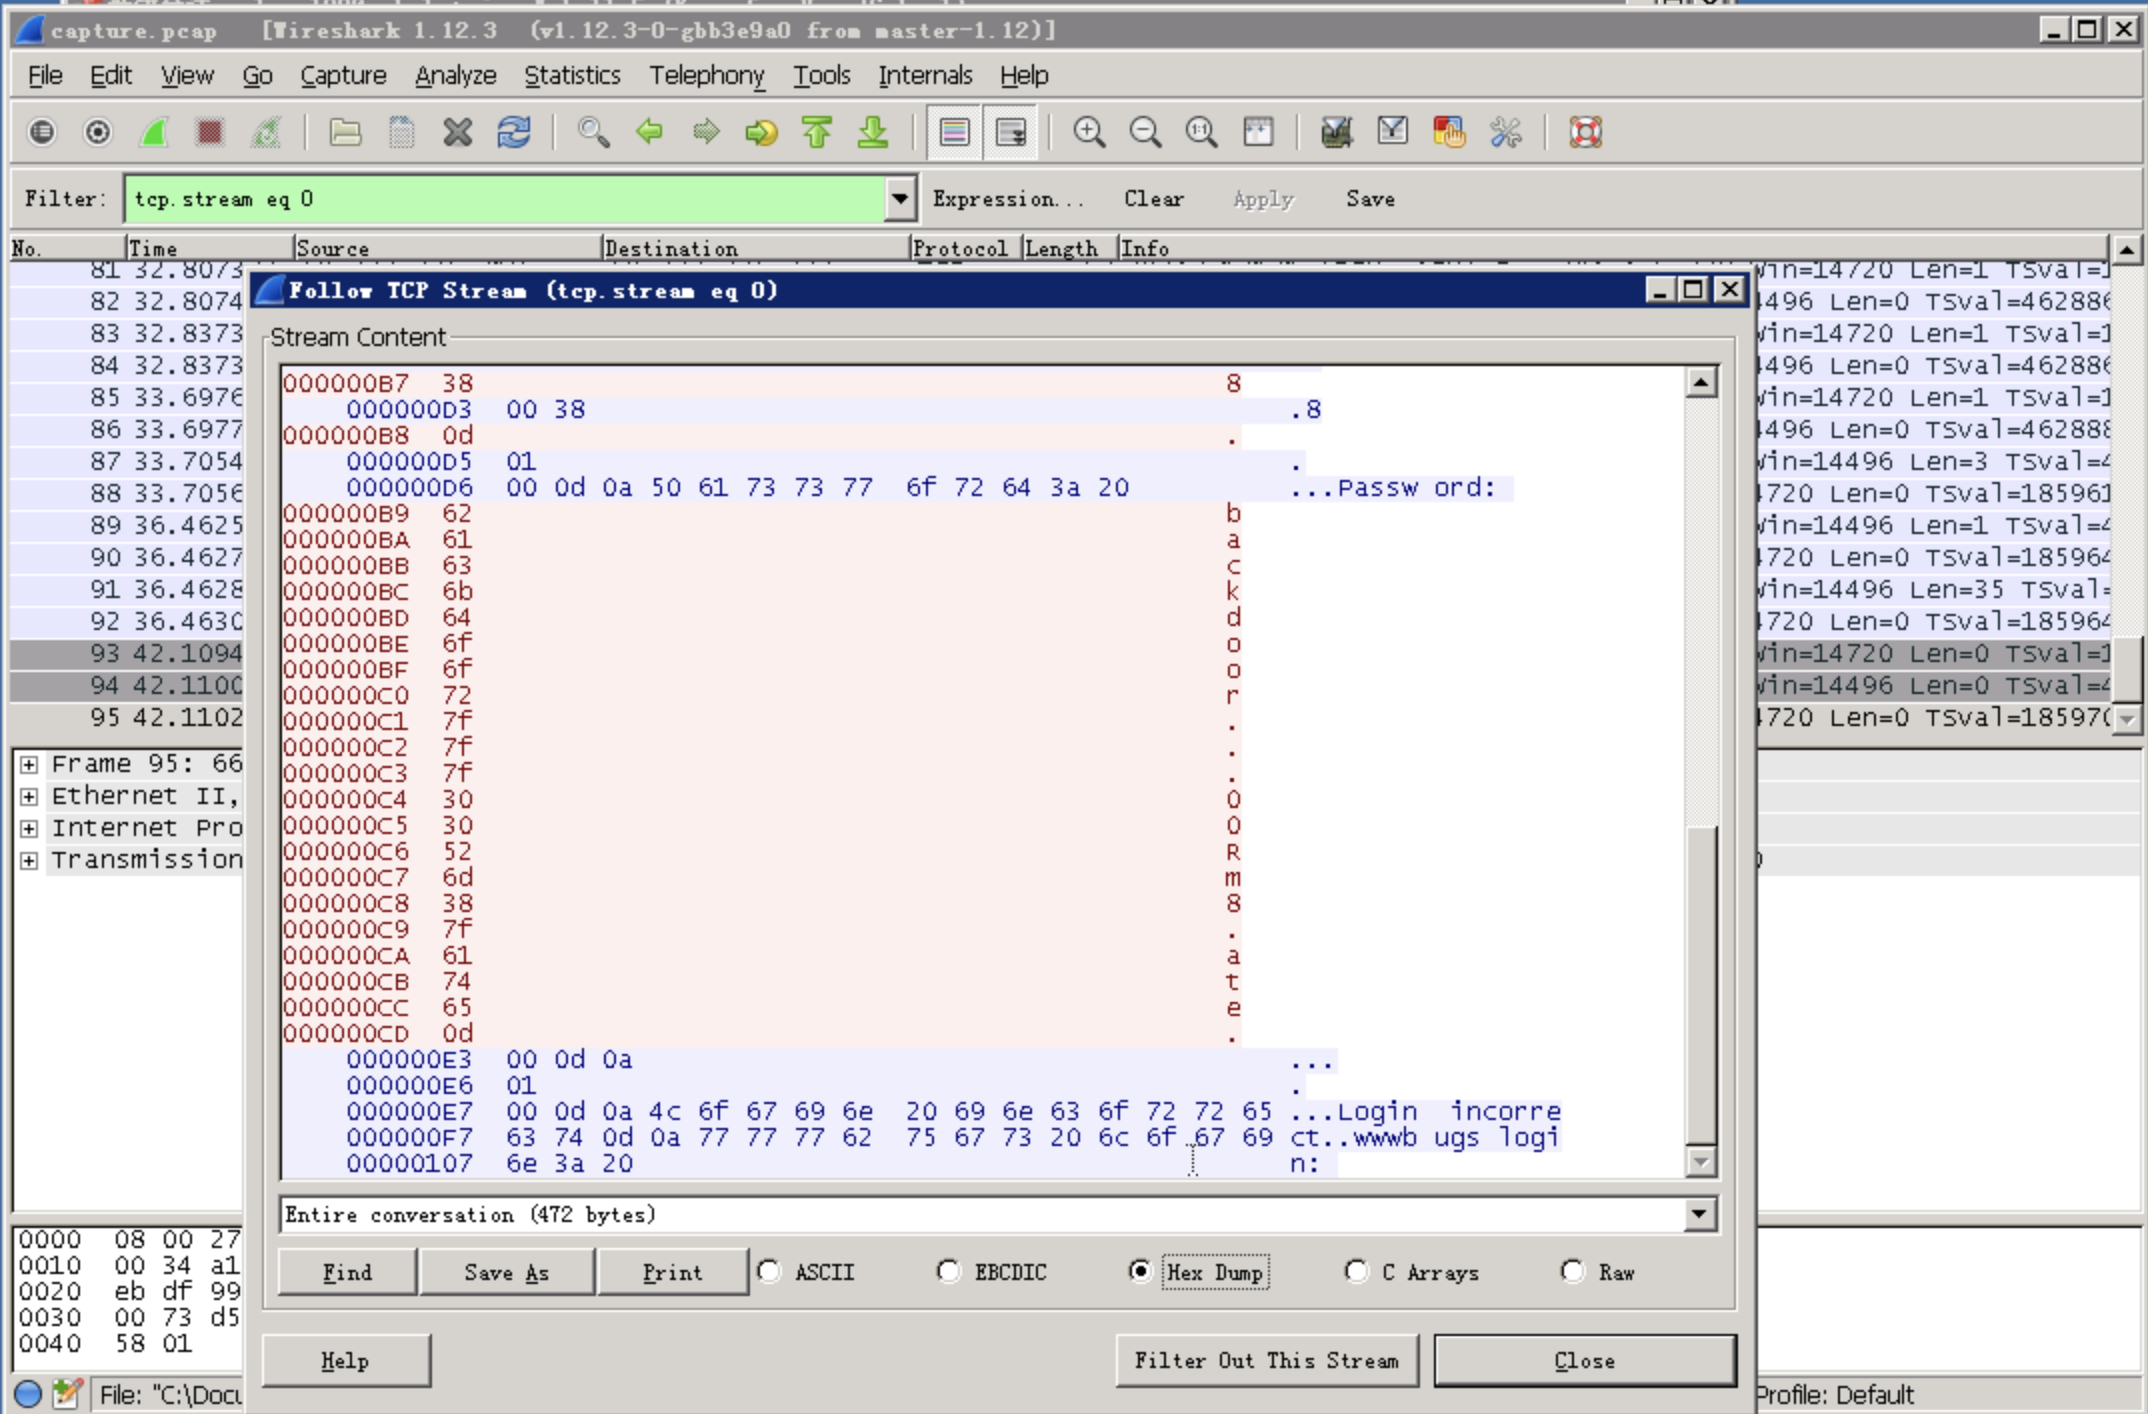 capture.pcap [Wireshark 1.12.3 (v1.12.3-0-gbb3e9a0 from master-1.12)]
File Edit View Go Capture Analyze Statistics Telephony Tools Internals Help
Filter: tcp.stream eq 0 Expression... Clear Apply Save
No. Time Source Destination Protocol Length Info
81 32.8073 Win=14720 Len=1 TSval=1
Follow TCP Stream (tcp.stream eq 0)
82 32.8074 4496 Len=0 TSval=462886
83 32.8373 Win=14720 Len=1 TSval=1
84 32.8373 4496 Len=0 TSval=462886
85 33.6976 Win=14720 Len=1 TSval=1
86 33.6977 4496 Len=0 TSval=462888
87 33.7054 Win=14496 Len=3 TSval=4
88 33.7056 4720 Len=0 TSval=185961
89 36.4625 Win=14496 Len=1 TSval=4
90 36.4627 4720 Len=0 TSval=185964
91 36.4628 Win=14496 Len=35 TSval=
92 36.4630 4720 Len=0 TSval=185964
93 42.1094 Win=14720 Len=0 TSval=1
94 42.1100 Win=14496 Len=0 TSval=4
95 42.1102 4720 Len=0 TSval=185970
Stream Content
000000B7 38 8
000000D3 00 38 .8
000000B8 0d .
000000D5 01 .
000000D6 00 0d 0a 50 61 73 73 77 6f 72 64 3a 20 ...Passw ord:
000000B9 62 b
000000BA 61 a
000000BB 63 c
000000BC 6b k
000000BD 64 d
000000BE 6f o
000000BF 6f o
000000C0 72 r
000000C1 7f .
000000C2 7f .
000000C3 7f .
000000C4 30 0
000000C5 30 0
000000C6 52 R
000000C7 6d m
000000C8 38 8
000000C9 7f .
000000CA 61 a
000000CB 74 t
000000CC 65 e
000000CD 0d .
000000E3 00 0d 0a ...
000000E6 01 .
000000E7 00 0d 0a 4c 6f 67 69 6e 20 69 6e 63 6f 72 72 65 ...Login incorre
000000F7 63 74 0d 0a 77 77 77 62 75 67 73 20 6c 6f 67 69 ct..wwwb ugs logi
00000107 6e 3a 20 n:
Frame 95: 66
Ethernet II,
Internet Pro
Transmission
Entire conversation (472 bytes)
Find Save As Print ASCII EBCDIC Hex Dump C Arrays Raw
Help Filter Out This Stream Close
0000 08 00 27
0010 00 34 a1
0020 eb df 99
0030 00 73 d5
0040 58 01
File: "C:\Docu Profile: Default